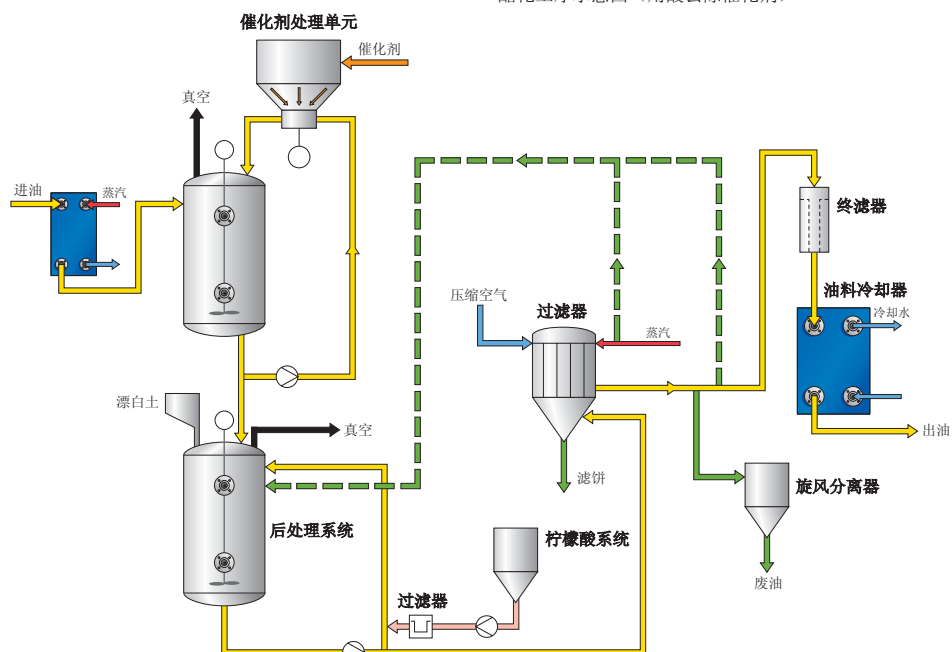 催化剂处理单元
催化剂
真空
进油
蒸汽
终滤器
油料冷却器
冷却水
压缩空气
过滤器
蒸汽
漂白土
真空
出油
滤饼
旋风分离器
后处理系统
柠檬酸系统
废油
过滤器